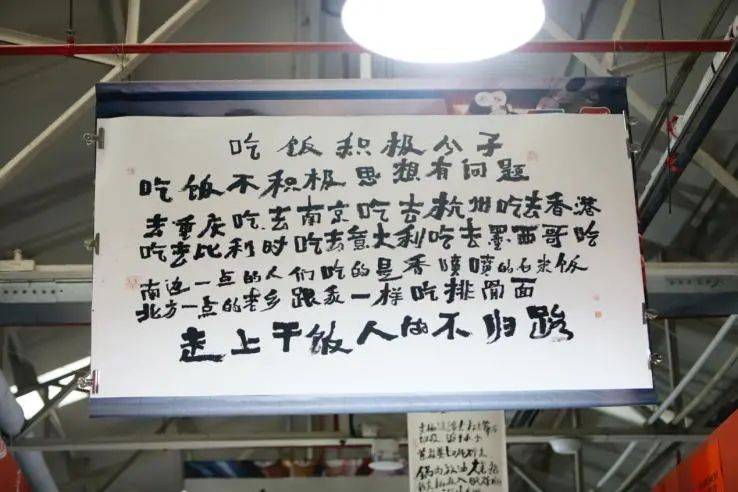 吃饭积极分子
吃饭不积极思想有问题
去重庆吃去南京吃去杭州吃去香港
吃去比利时吃去意大利吃去墨西哥吃
南边一点的人们吃的是香喷喷的白米饭
北方一点的老乡跟我一样吃排骨面
走上干饭人的不归路